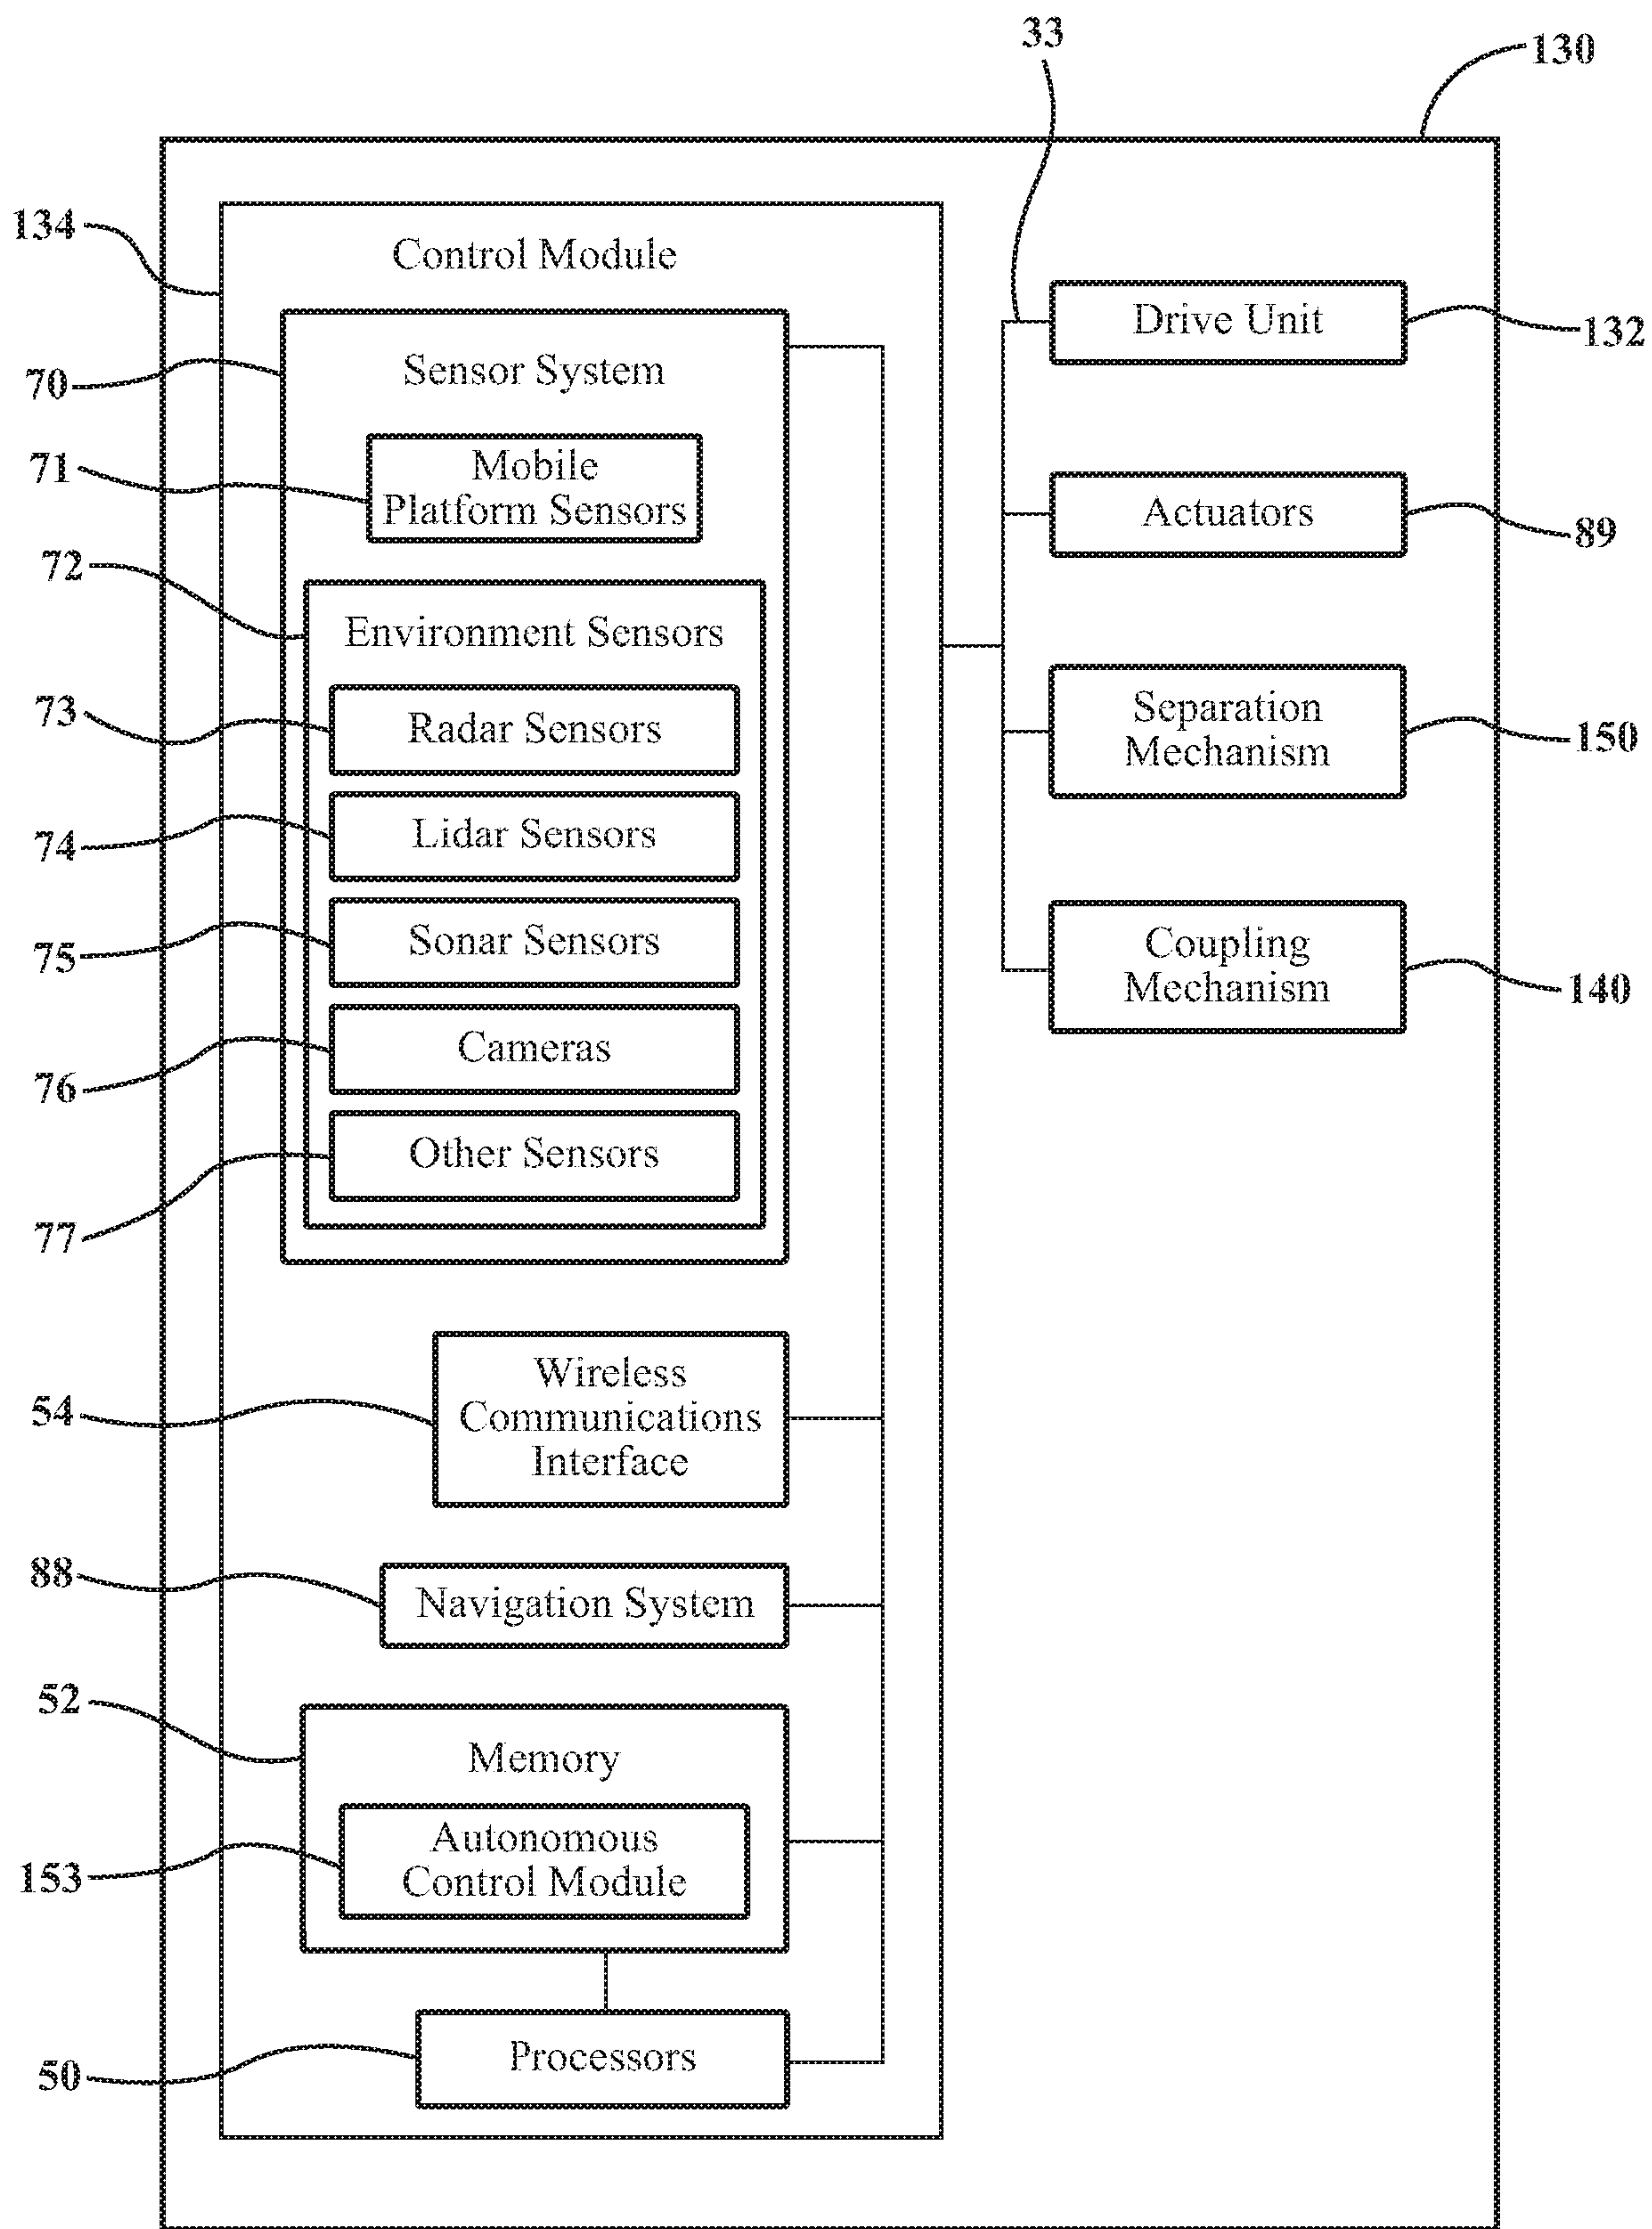 33
130
134
Control Module
Drive Unit
132
70
Sensor System
71
Mobile
Platform Sensors
Actuators
89
72
Environment Sensors
73
Radar Sensors
Separation
Mechanism
150
74
Lidar Sensors
75
Sonar Sensors
Coupling
Mechanism
140
76
Cameras
77
Other Sensors
54
Wireless
Communications
Interface
88
Navigation System
52
Memory
153
Autonomous
Control Module
50
Processors